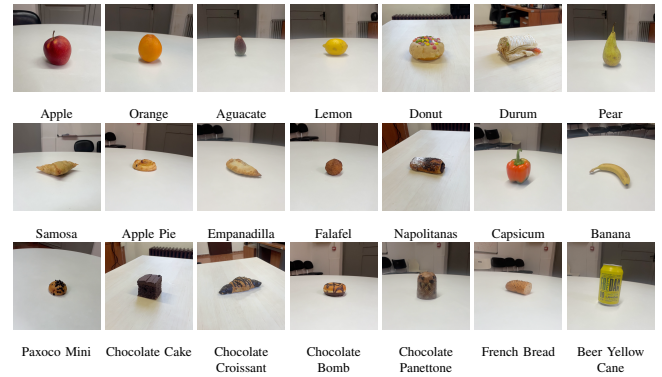 Apple Orange Aguacate Lemon Donut Durum Pear
Samosa Apple Pie Empanadilla Falafel Napolitanas Capsicum Banana
Paxoco Mini Chocolate Cake Chocolate Croissant Chocolate Bomb Chocolate Panettone French Bread Beer Yellow Cane